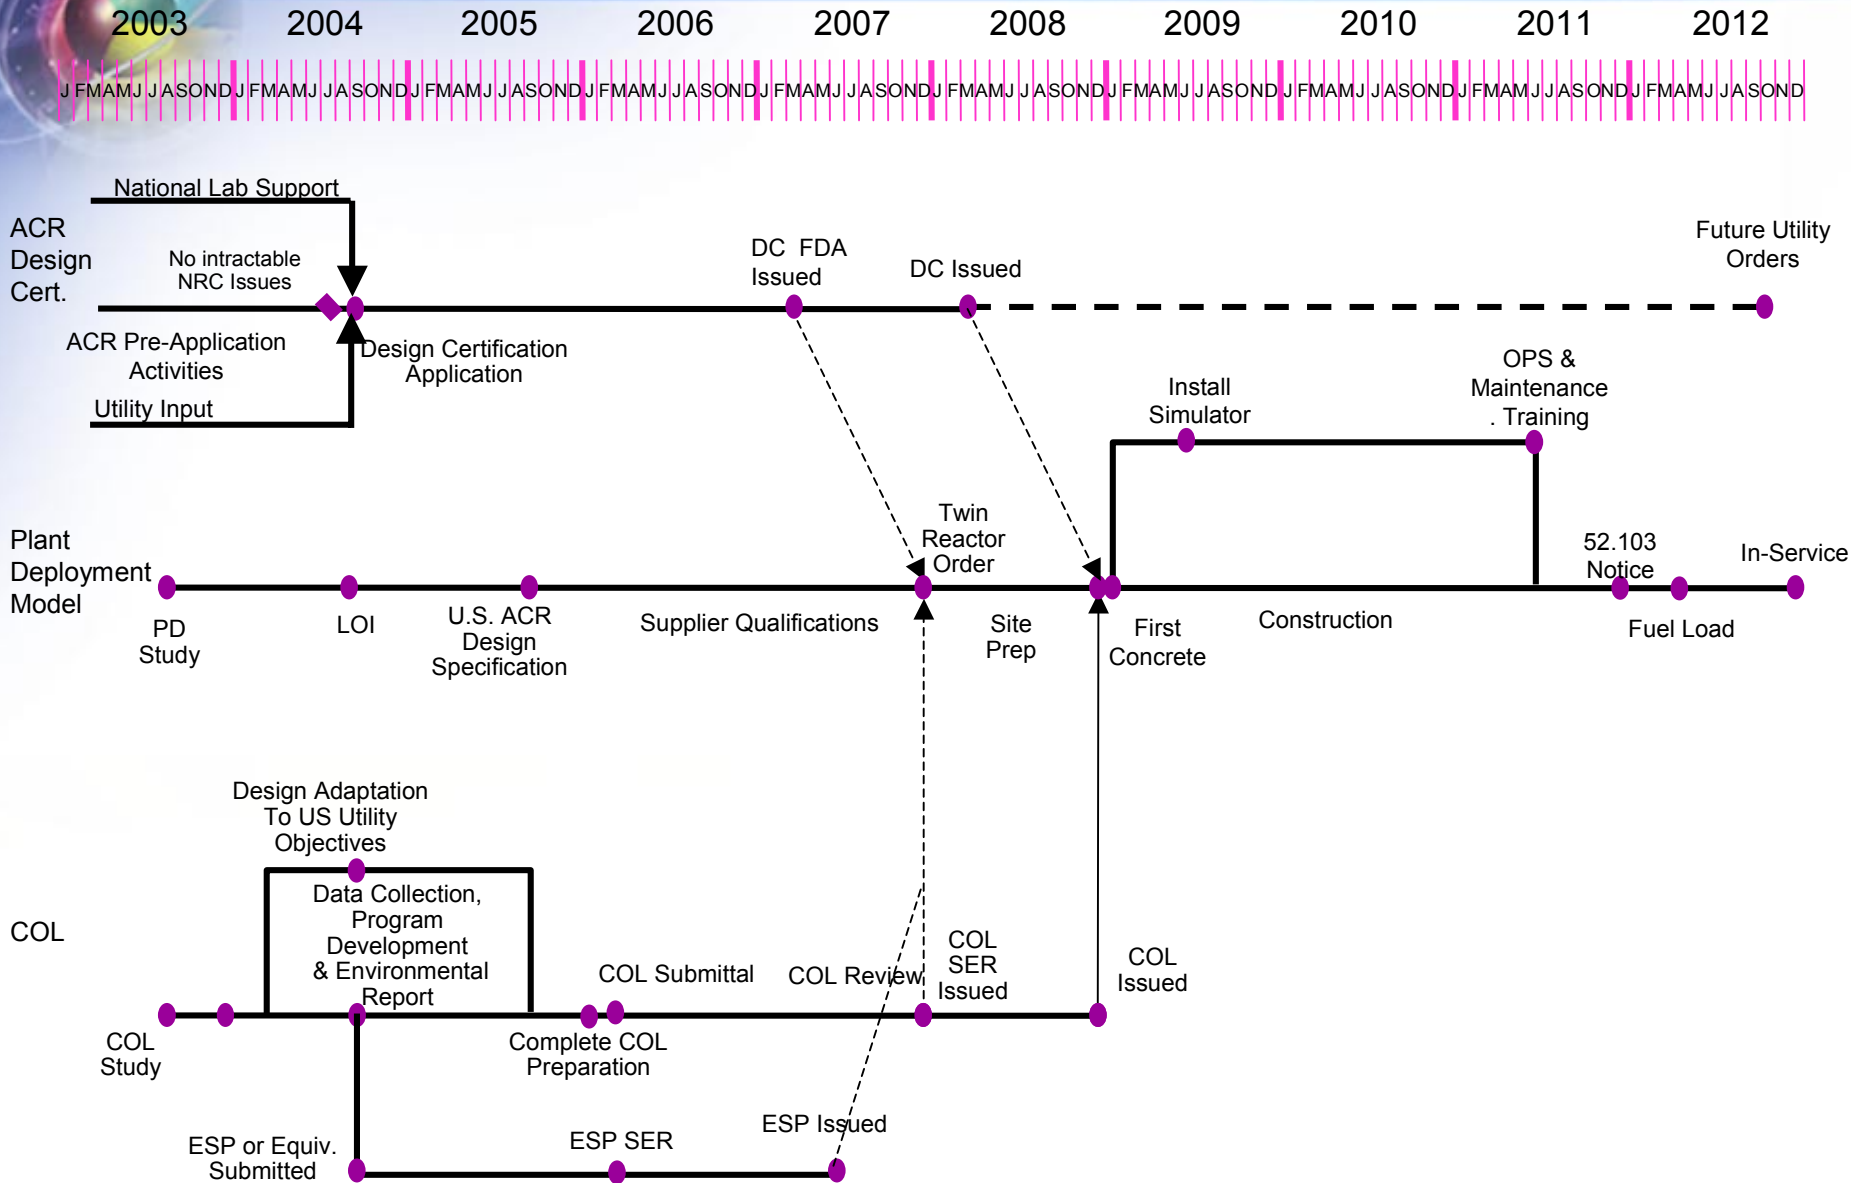 2003 2004 2005 2006 2007 2008 2009 2010 2011 2012
J F M A M J J A S O N D J F M A M J J A S O N D J F M A M J J A S O N D J F M A M J J A S O N D J F M A M J J A S O N D J F M A M J J A S O N D J F M A M J J A S O N D J F M A M J J A S O N D J F M A M J J A S O N D J F M A M J J A S O N D
National Lab Support
ACR
Design
Cert.
No intractable
NRC Issues
DC FDA
Issued
DC Issued
Future Utility
Orders
ACR Pre-Application
Activities
Design Certification
Application
Utility Input
Install
Simulator
OPS &
Maintenance
. Training
Plant
Deployment
Model
Twin
Reactor
Order
52.103
Notice
In-Service
PD
Study
LOI
U.S. ACR
Design
Specification
Supplier Qualifications
Site
Prep
First
Concrete
Construction
Fuel Load
Design Adaptation
To US Utility
Objectives
Data Collection,
Program
Development
& Environmental
Report
COL
COL Submittal
COL Review
COL
SER
Issued
COL
Issued
COL
Study
Complete COL
Preparation
ESP or Equiv.
Submitted
ESP SER
ESP Issued